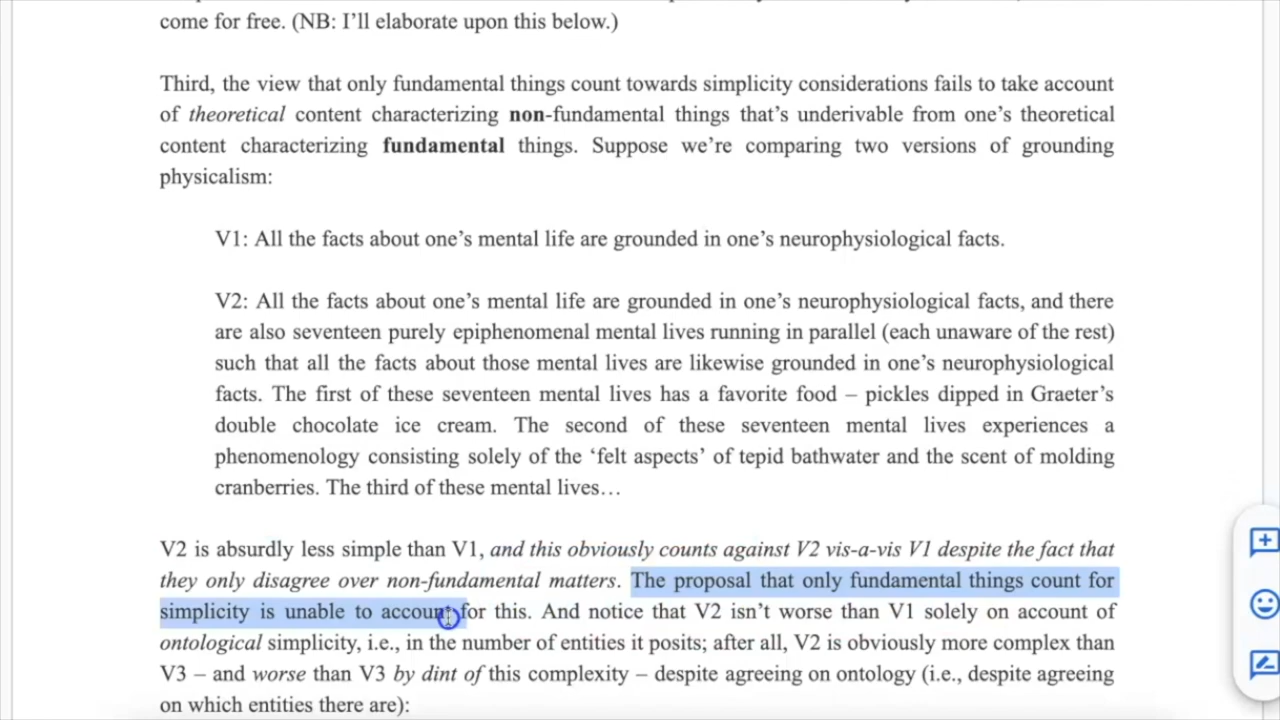 come for free. (NB: I’ll elaborate upon this below.)
Third, the view that only fundamental things count towards simplicity considerations fails to take account
of theoretical content characterizing non-fundamental things that’s underivable from one’s theoretical
content characterizing fundamental things. Suppose we’re comparing two versions of grounding
physicalism:
V1: All the facts about one’s mental life are grounded in one’s neurophysiological facts.
V2: All the facts about one’s mental life are grounded in one’s neurophysiological facts, and there
are also seventeen purely epiphenomenal mental lives running in parallel (each unaware of the rest)
such that all the facts about those mental lives are likewise grounded in one’s neurophysiological
facts. The first of these seventeen mental lives has a favorite food – pickles dipped in Graeter’s
double chocolate ice cream. The second of these seventeen mental lives experiences a
phenomenology consisting solely of the ‘felt aspects’ of tepid bathwater and the scent of molding
cranberries. The third of these mental lives…
V2 is absurdly less simple than V1, and this obviously counts against V2 vis-a-vis V1 despite the fact that
they only disagree over non-fundamental matters. The proposal that only fundamental things count for
simplicity is unable to account for this. And notice that V2 isn’t worse than V1 solely on account of
ontological simplicity, i.e., in the number of entities it posits; after all, V2 is obviously more complex than
V3 – and worse than V3 by dint of this complexity – despite agreeing on ontology (i.e., despite agreeing
on which entities there are):